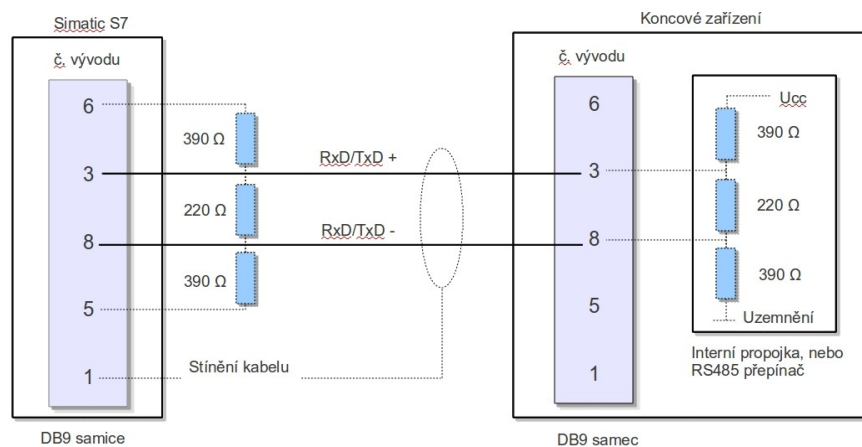 Simatic S7
Koncové zařízení
č. vývodu
č. vývodu
6
6
Ucc
390 Ω
390 Ω
RxD/TxD +
3
3
220 Ω
220 Ω
RxD/TxD -
8
8
390 Ω
390 Ω
5
5
Uzemnění
Stínění kabelu
Interní propojka, nebo
RS485 přepínač
1
1
DB9 samice
DB9 samec